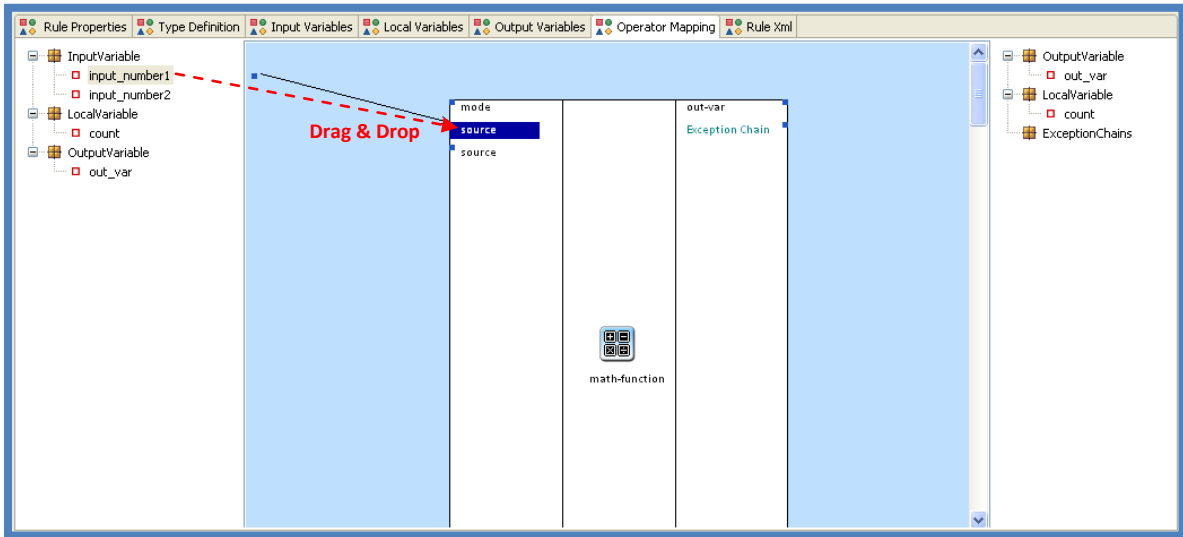 Rule Properties Type Definition Input Variables Local Variables Output Variables Operator Mapping Rule Xml
InputVariable
input_number1
input_number2
LocalVariable
count
OutputVariable
out_var
Drag & Drop
mode
source
source
math-function
out-var
Exception Chain
OutputVariable
out_var
LocalVariable
count
ExceptionChains